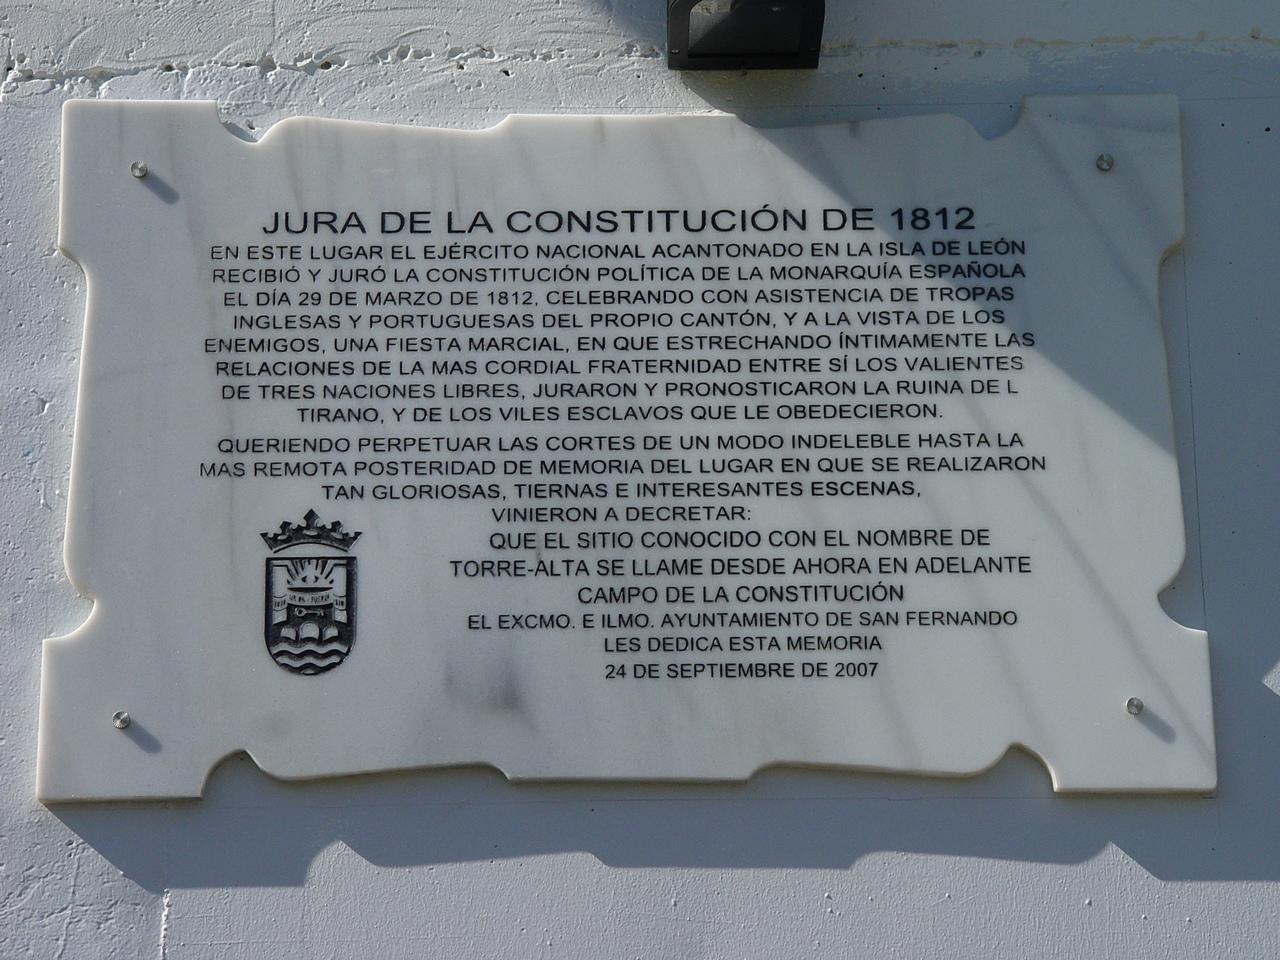 JURA DE LA CONSTITUCIÓN DE 1812
EN ESTE LUGAR EL EJÉRCITO NACIONAL ACANTONADO EN LA ISLA DE LEÓN
RECIBIÓ Y JURÓ LA CONSTITUCIÓN POLÍTICA DE LA MONARQUÍA ESPAÑOLA
EL DÍA 29 DE MARZO DE 1812, CELEBRANDO CON ASISTENCIA DE TROPAS
INGLESAS Y PORTUGUESAS DEL PROPIO CANTÓN, Y A LA VISTA DE LOS
ENEMIGOS, UNA FIESTA MARCIAL, EN QUE ESTRECHANDO ÍNTIMAMENTE LAS
RELACIONES DE LA MAS CORDIAL FRATERNIDAD ENTRE SÍ LOS VALIENTES
DE TRES NACIONES LIBRES, JURARON Y PRONOSTICARON LA RUINA DE L
TIRANO, Y DE LOS VILES ESCLAVOS QUE LE OBEDECIERON.
QUERIENDO PERPETUAR LAS CORTES DE UN MODO INDELEBLE HASTA LA
MAS REMOTA POSTERIDAD DE MEMORIA DEL LUGAR EN QUE SE REALIZARON
TAN GLORIOSAS, TIERNAS E INTERESANTES ESCENAS,
VINIERON A DECRETAR:
QUE EL SITIO CONOCIDO CON EL NOMBRE DE
TORRE-ALTA SE LLAME DESDE AHORA EN ADELANTE
CAMPO DE LA CONSTITUCIÓN
EL EXCMO. E ILMO. AYUNTAMIENTO DE SAN FERNANDO
LES DEDICA ESTA MEMORIA
24 DE SEPTIEMBRE DE 2007